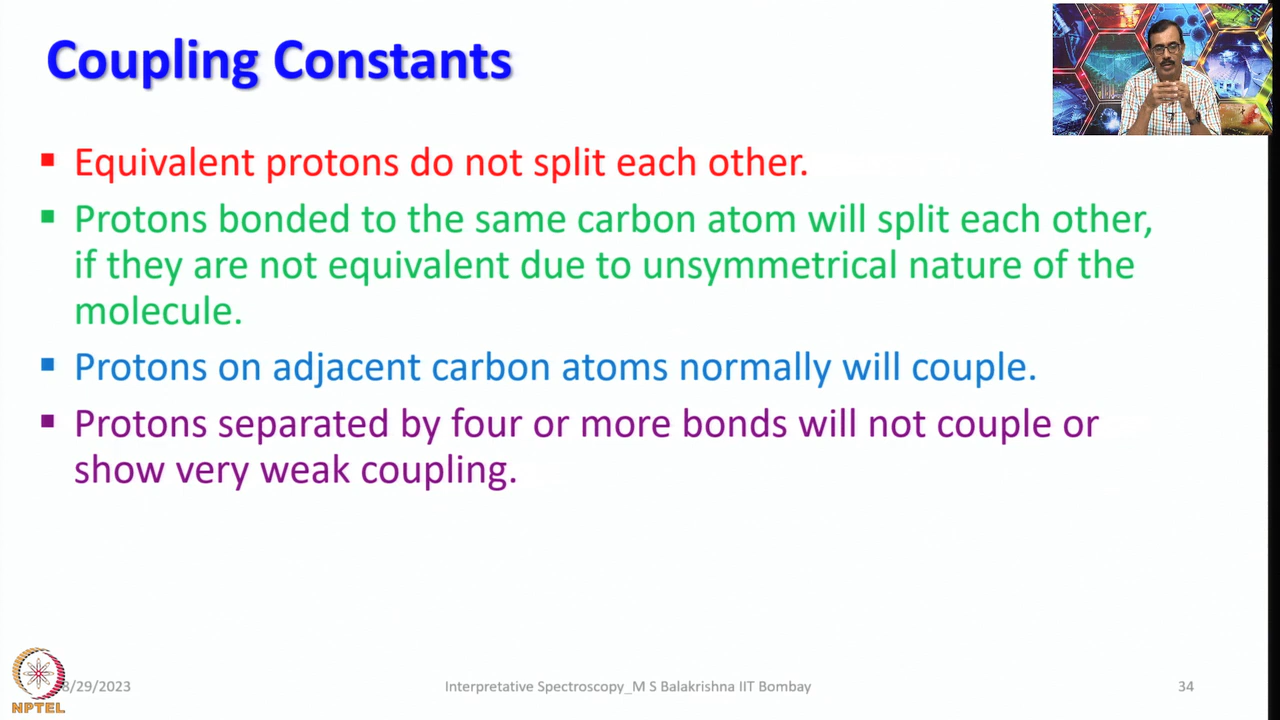 Coupling Constants
Equivalent protons do not split each other.
Protons bonded to the same carbon atom will split each other,
if they are not equivalent due to unsymmetrical nature of the
molecule.
Protons on adjacent carbon atoms normally will couple.
Protons separated by four or more bonds will not couple or
show very weak coupling.
8/29/2023
Interpretative Spectroscopy_M S Balakrishna IIT Bombay
34
NPTEL